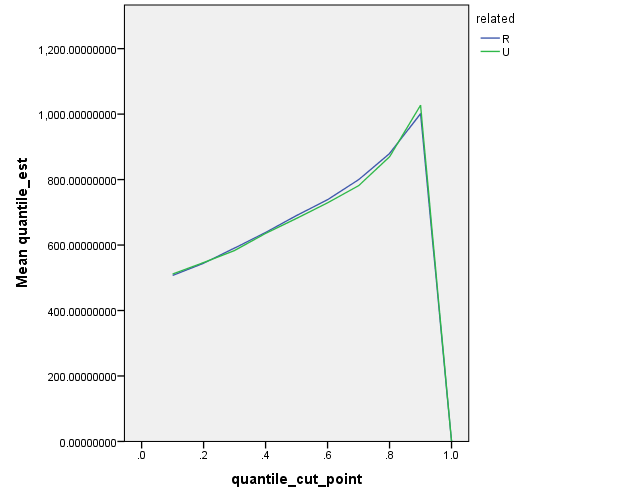 related
R
U
1,200.00000000
1,000.00000000
800.00000000
600.00000000
400.00000000
200.00000000
0.00000000
Mean quantile_est
.0 .2 .4 .6 .8 1.0
quantile_cut_point